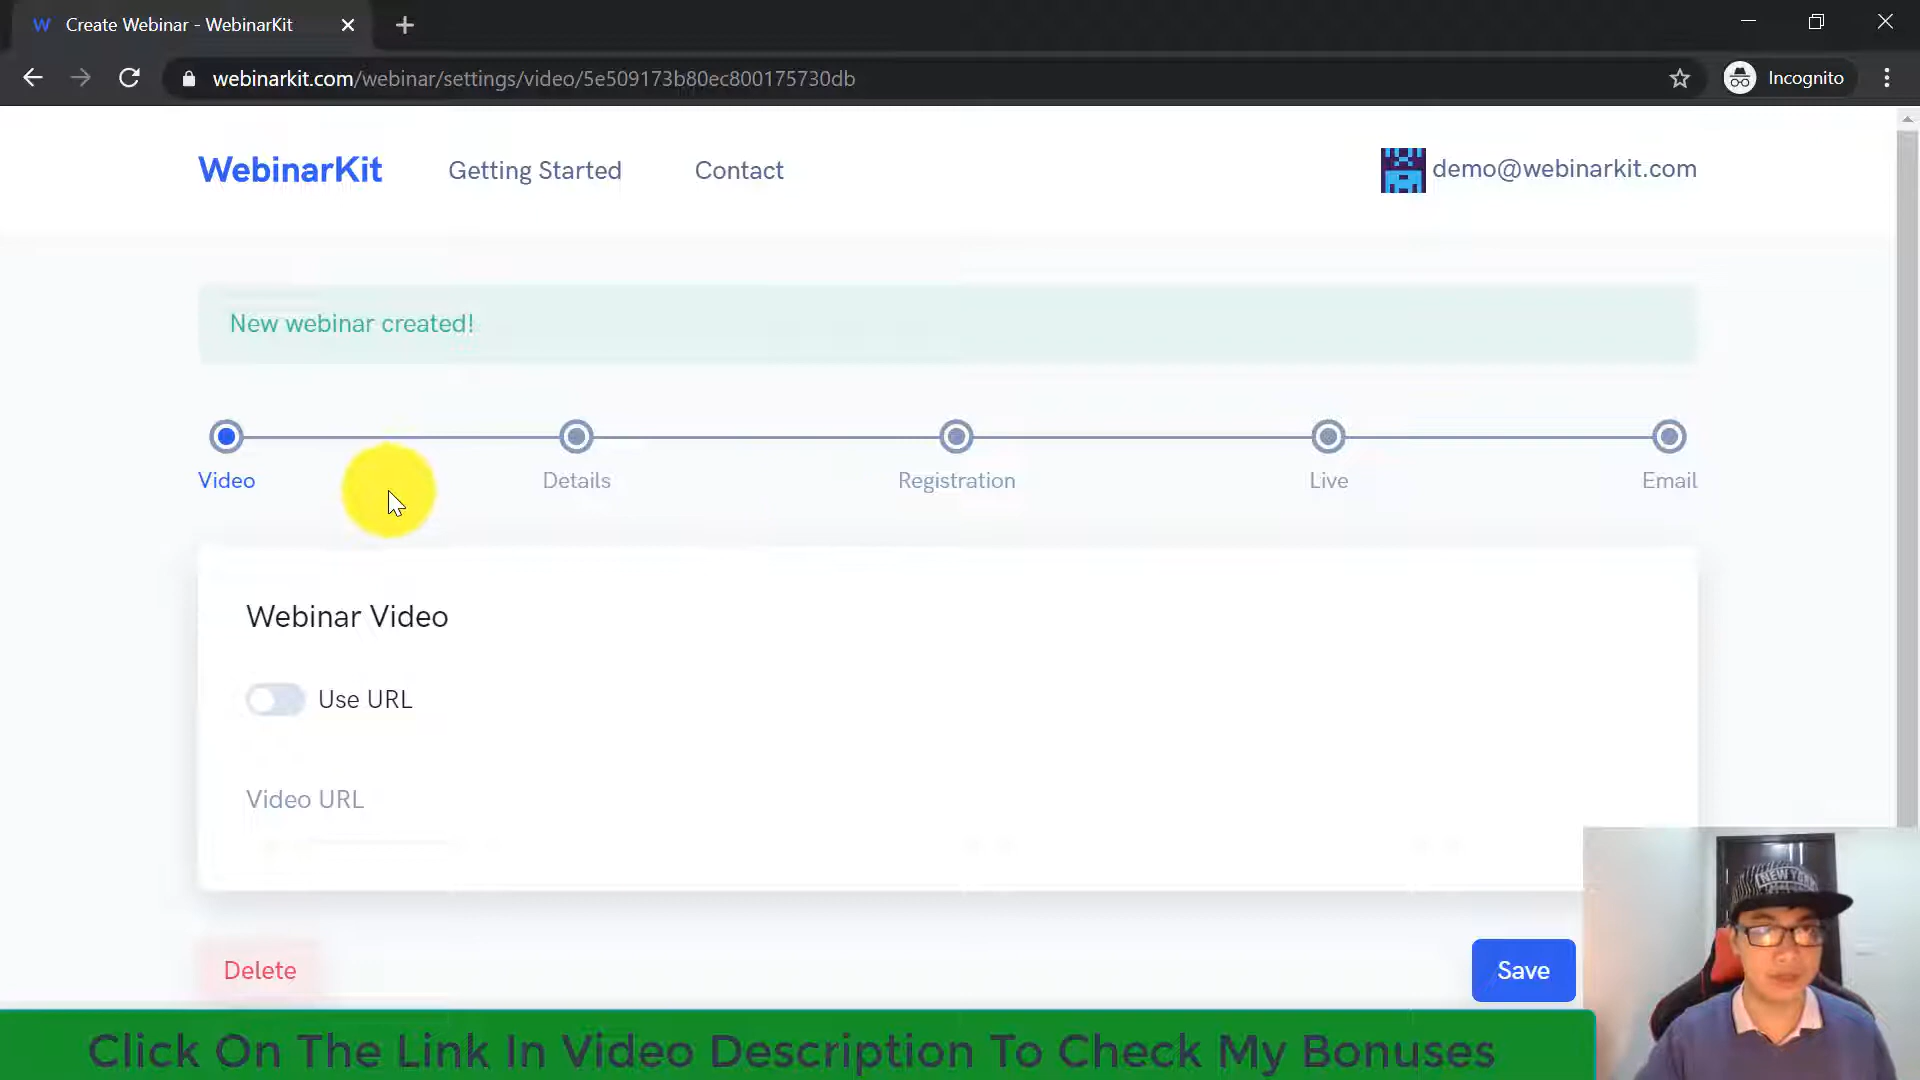 W Create Webinar - WebinarKit
webinarkit.com/webinar/settings/video/5e509173b80ec800175730db
Incognito
WebinarKit Getting Started Contact demo@webinarkit.com
New webinar created!
Video Details Registration Live Email
Webinar Video
Use URL
Video URL
Delete Save
NEW YORK
Click On The Link In Video Description To Check My Bonuses